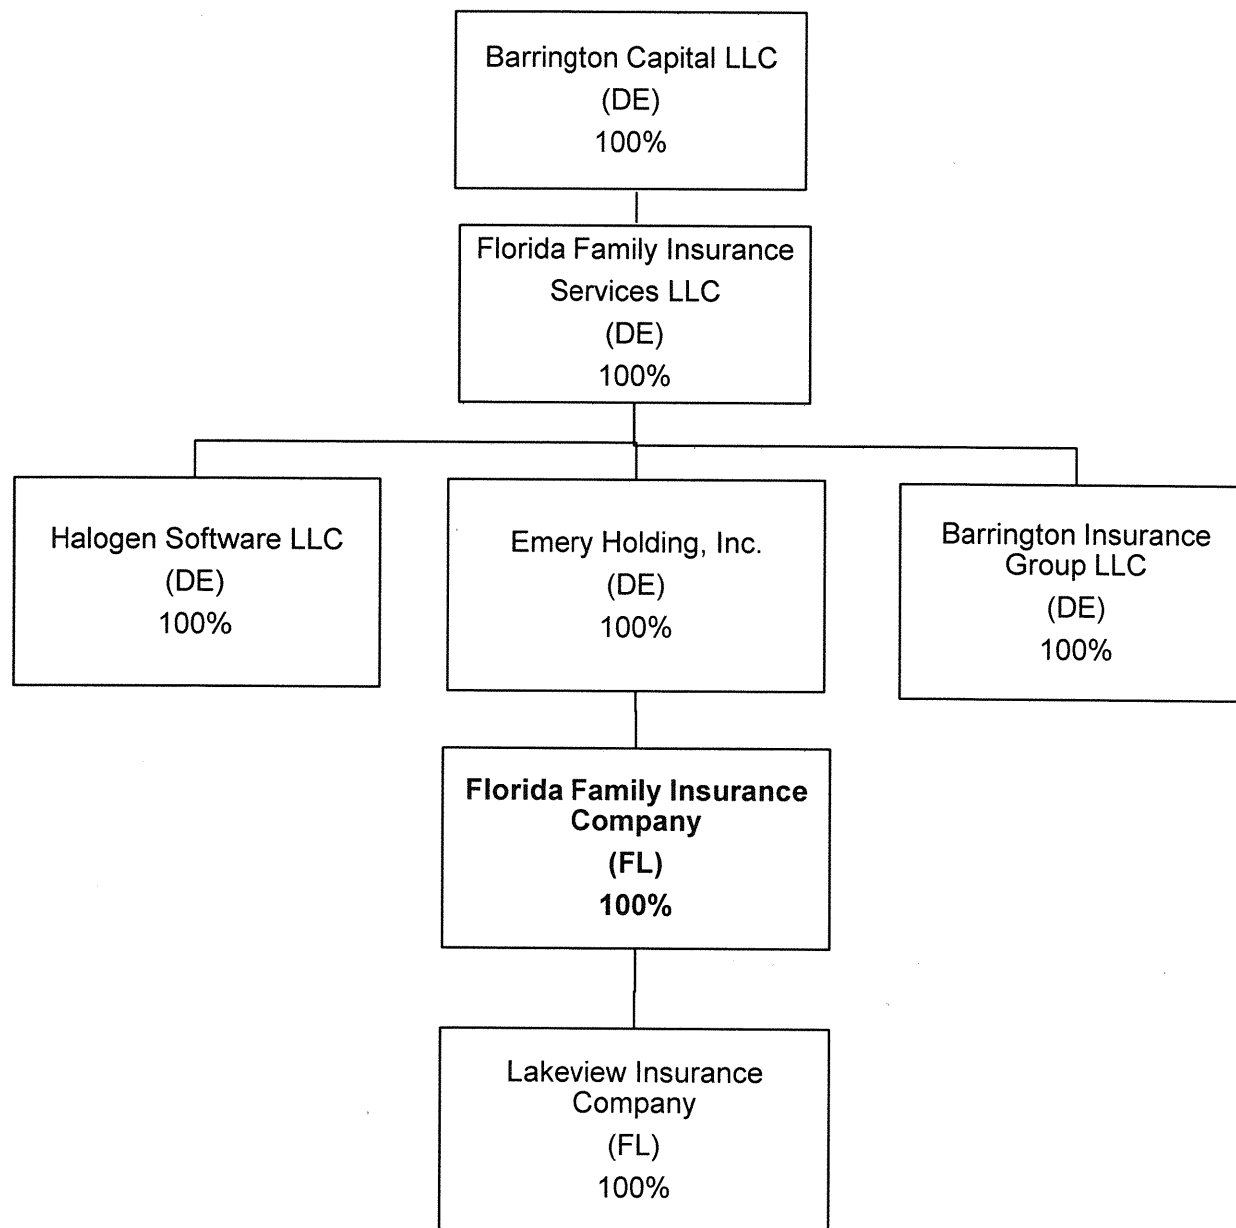 Barrington Capital LLC
(DE)
100%
Florida Family Insurance
Services LLC
(DE)
100%
Halogen Software LLC
(DE)
100%
Emery Holding, Inc.
(DE)
100%
Barrington Insurance
Group LLC
(DE)
100%
Florida Family Insurance
Company
(FL)
100%
Lakeview Insurance
Company
(FL)
100%